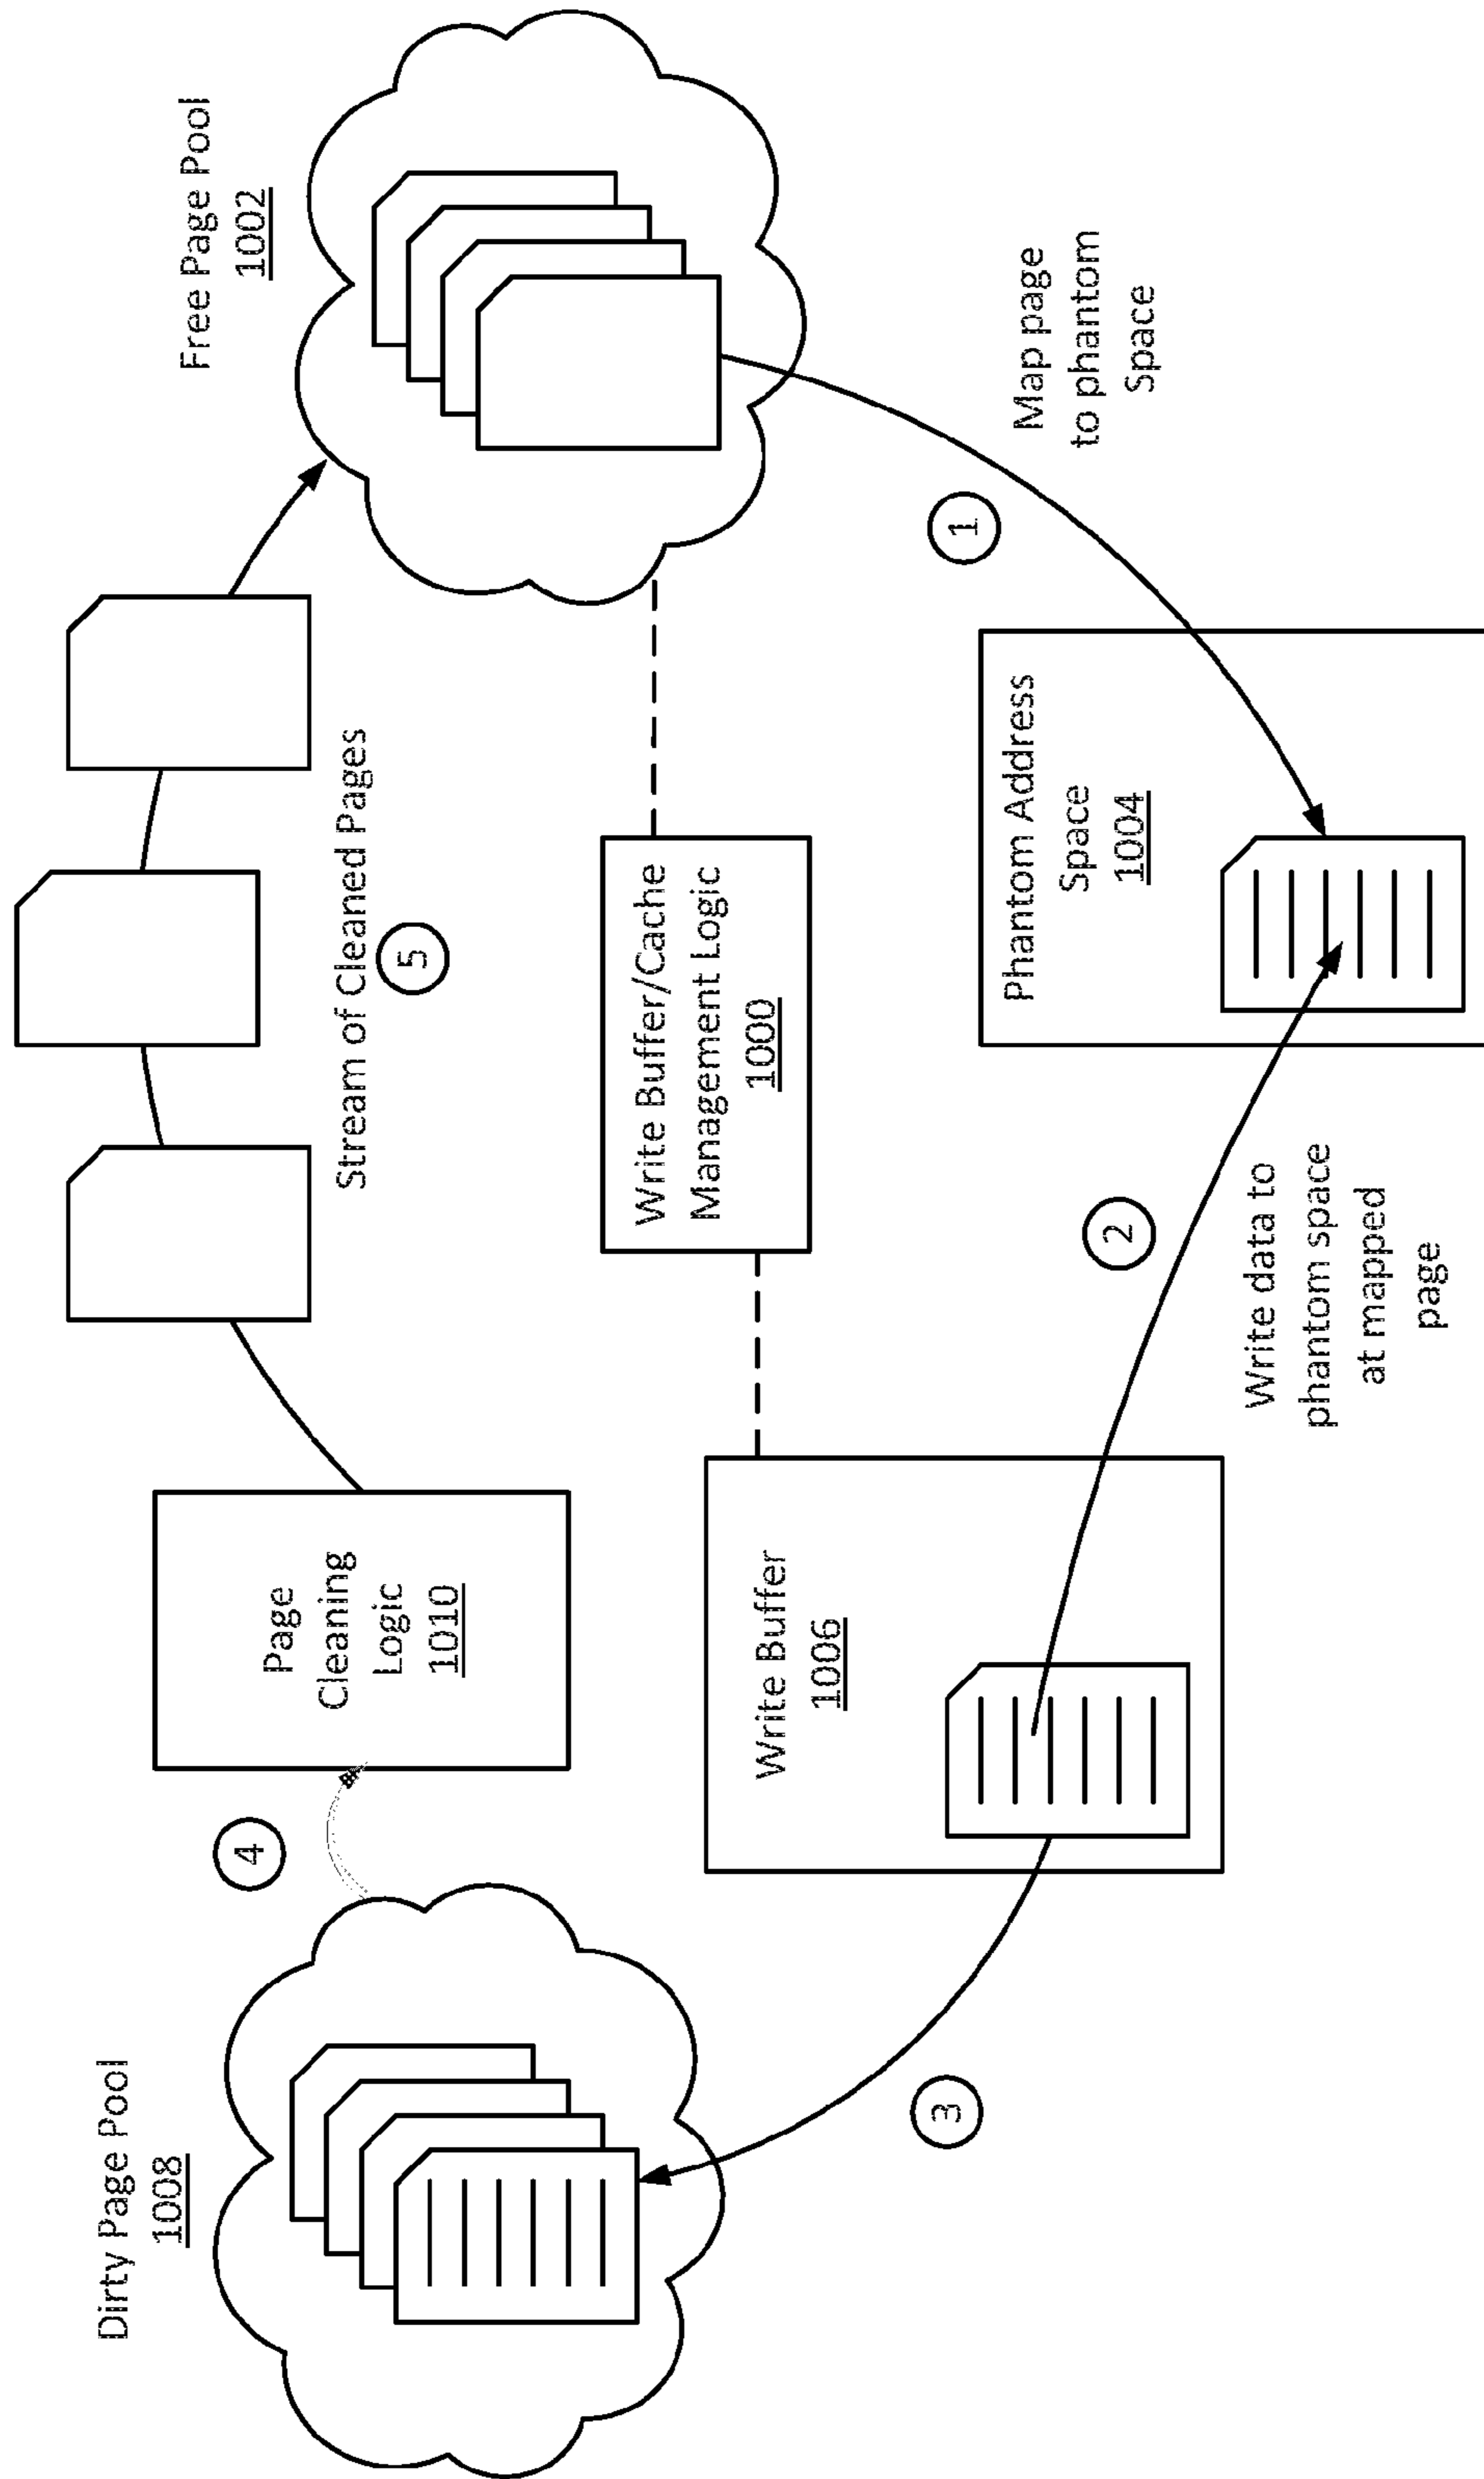 Dirty Page Pool
1008
4
Page
Cleaning
Logic
1010
Stream of Cleaned Pages
5
Free Page Pool
1002
Write Buffer/Cache
Management Logic
1000
3
Write Buffer
1006
2
Write data to
phantom space
at mapped
page
Phantom Address
Space
1004
1
Map page
to phantom
Space